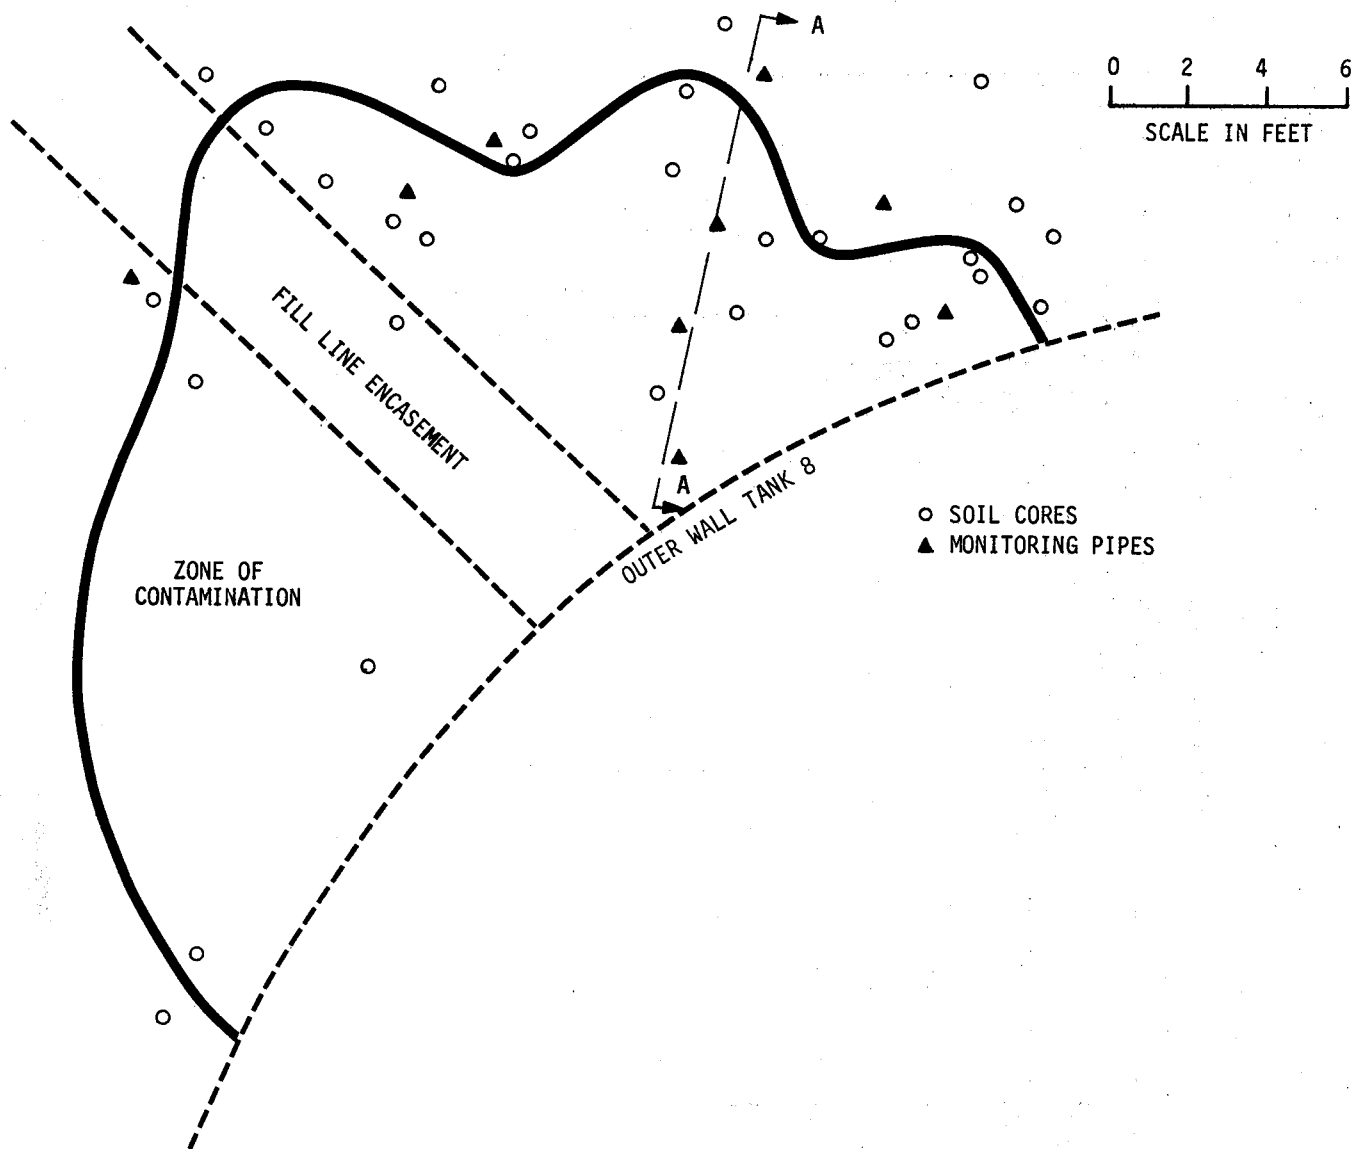 A
0 2 4 6
SCALE IN FEET
FILL LINE ENCASEMENT
A
OUTER WALL TANK 8
SOIL CORES
MONITORING PIPES
ZONE OF
CONTAMINATION